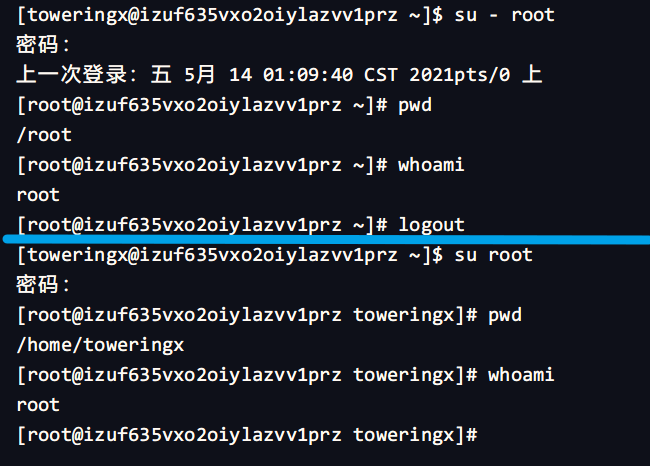 [toweringx@izuf635vxo2oiylazvv1prz ~]$ su - root
密码：
上一次登录：五 5月 14 01:09:40 CST 2021pts/0 上
[root@izuf635vxo2oiylazvv1prz ~]# pwd
/root
[root@izuf635vxo2oiylazvv1prz ~]# whoami
root
[root@izuf635vxo2oiylazvv1prz ~]# logout
[toweringx@izuf635vxo2oiylazvv1prz ~]$ su root
密码：
[root@izuf635vxo2oiylazvv1prz toweringx]# pwd
/home/toweringx
[root@izuf635vxo2oiylazvv1prz toweringx]# whoami
root
[root@izuf635vxo2oiylazvv1prz toweringx]#